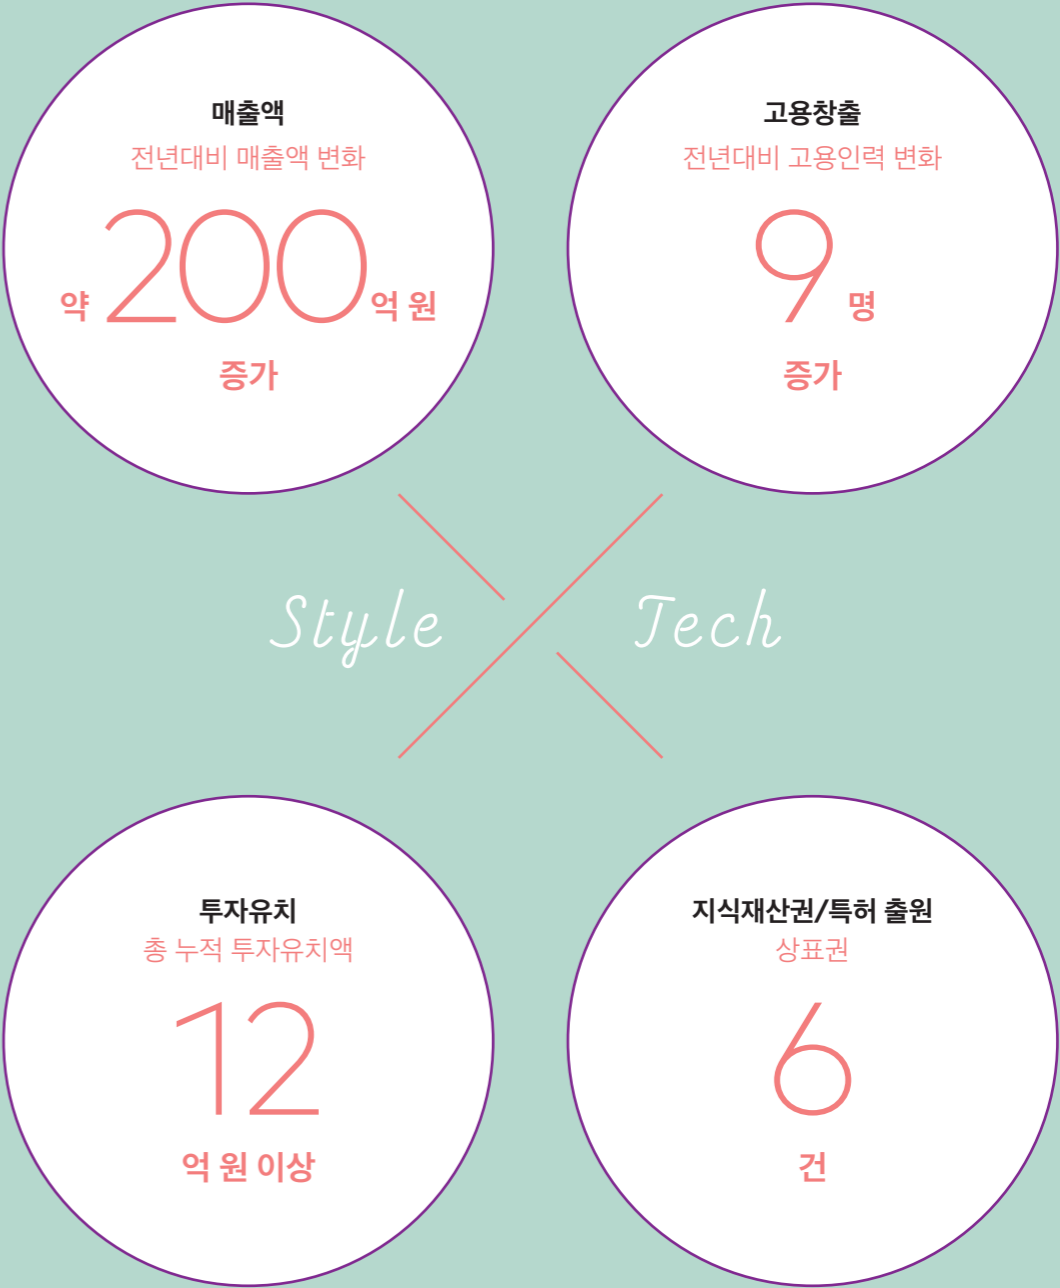 매출액
전년대비 매출액 변화
약 200억 원
증가
고용창출
전년대비 고용인력 변화
9 명
증가
Style Tech
투자유치
총 누적 투자유치액
12
억 원 이상
지식재산권/특허 출원
상표권
6
건